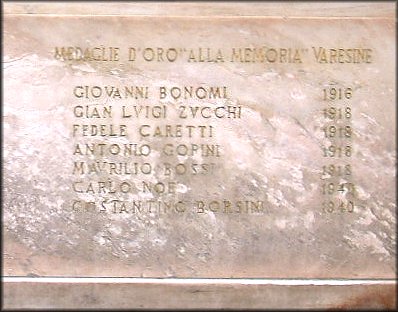 MEDAGLIE D'ORO "ALLA MEMORIA" VARESINE
GIOVANNI BONOMI 1916
GIAN LVIGI ZVCCHI 1918
FEDELE CARETTI 1918
ANTONIO GOPINI 1918
MAVRILIO BOSSI 1918
CARLO NOE
COSTANTINO BORSINI 1940